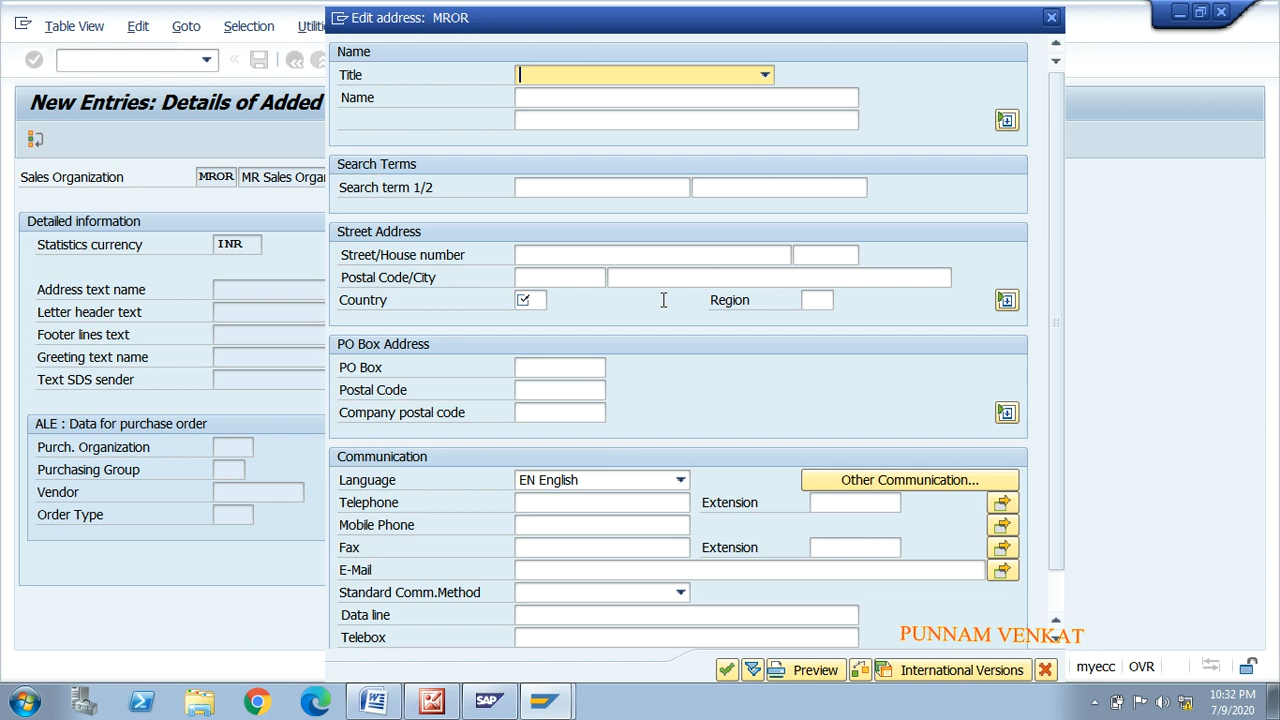 Table View Edit Goto Selection
Edit address: MROR
New Entries: Details of Added
Sales Organization MROR MR Sales Orga
Detailed information
Statistics currency INR
Address text name
Letter header text
Footer lines text
Greeting text name
Text SDS sender
ALE : Data for purchase order
Purch. Organization
Purchasing Group
Vendor
Order Type
Name
Title
Name
Search Terms
Search term 1/2
Street Address
Street/House number
Postal Code/City
Country Region
PO Box Address
PO Box
Postal Code
Company postal code
Communication
Language EN English Other Communication...
Telephone Extension
Mobile Phone
Fax Extension
E-Mail
Standard Comm.Method
Data line
Telebox
PUNNAM VENKAT
Preview International Versions
myecc OVR
SAP
10:32 PM
7/9/2020